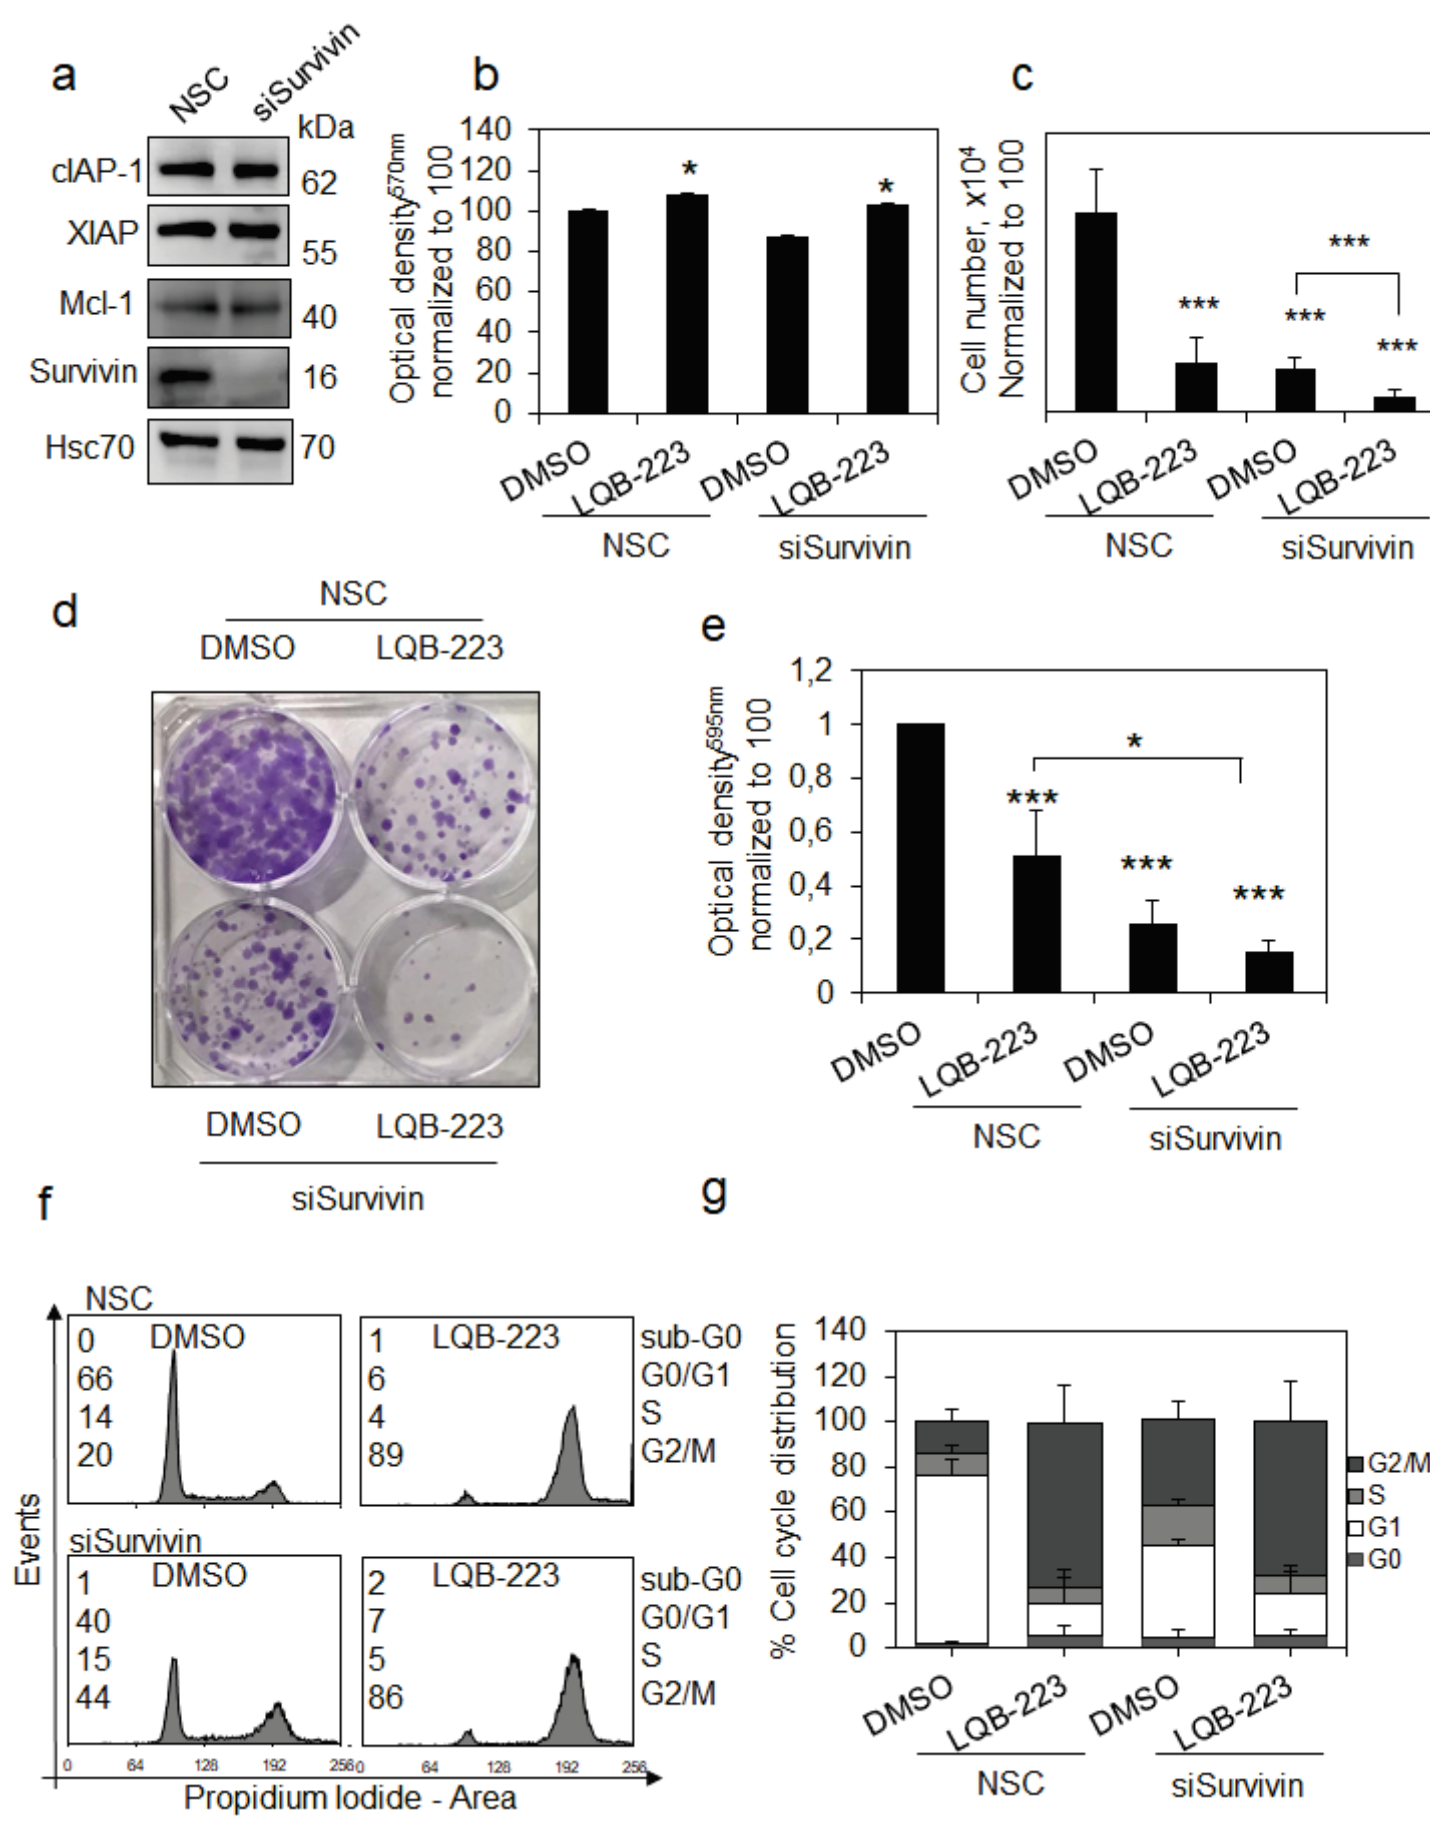 a
NSC
siSurvivin
kDa
cIAP-1
62
XIAP
55
Mcl-1
40
Survivin
16
Hsc70
70
b
Optical density570nm
normalized to 100
140
120
100
80
60
40
20
0
*
*
DMSO
LQB-223
DMSO
LQB-223
NSC
siSurvivin
c
Cell number, x10⁴
Normalized to 100
***
***
***
***
DMSO
LQB-223
DMSO
LQB-223
NSC
siSurvivin
d
NSC
DMSO
LQB-223
DMSO
LQB-223
siSurvivin
e
Optical density595nm
normalized to 100
1,2
1
0,8
0,6
0,4
0,2
0
*
***
***
***
DMSO
LQB-223
DMSO
LQB-223
NSC
siSurvivin
f
Events
NSC
0 DMSO
66
14
20
1 LQB-223 sub-G0
6 G0/G1
4 S
89 G2/M
siSurvivin
1 DMSO
40
15
44
2 LQB-223 sub-G0
7 G0/G1
5 S
86 G2/M
0 64 128 192 256
0 64 128 192 256
Propidium Iodide - Area
g
% Cell cycle distribution
140
120
100
80
60
40
20
0
G2/M
S
G1
G0
DMSO
LQB-223
DMSO
LQB-223
NSC
siSurvivin